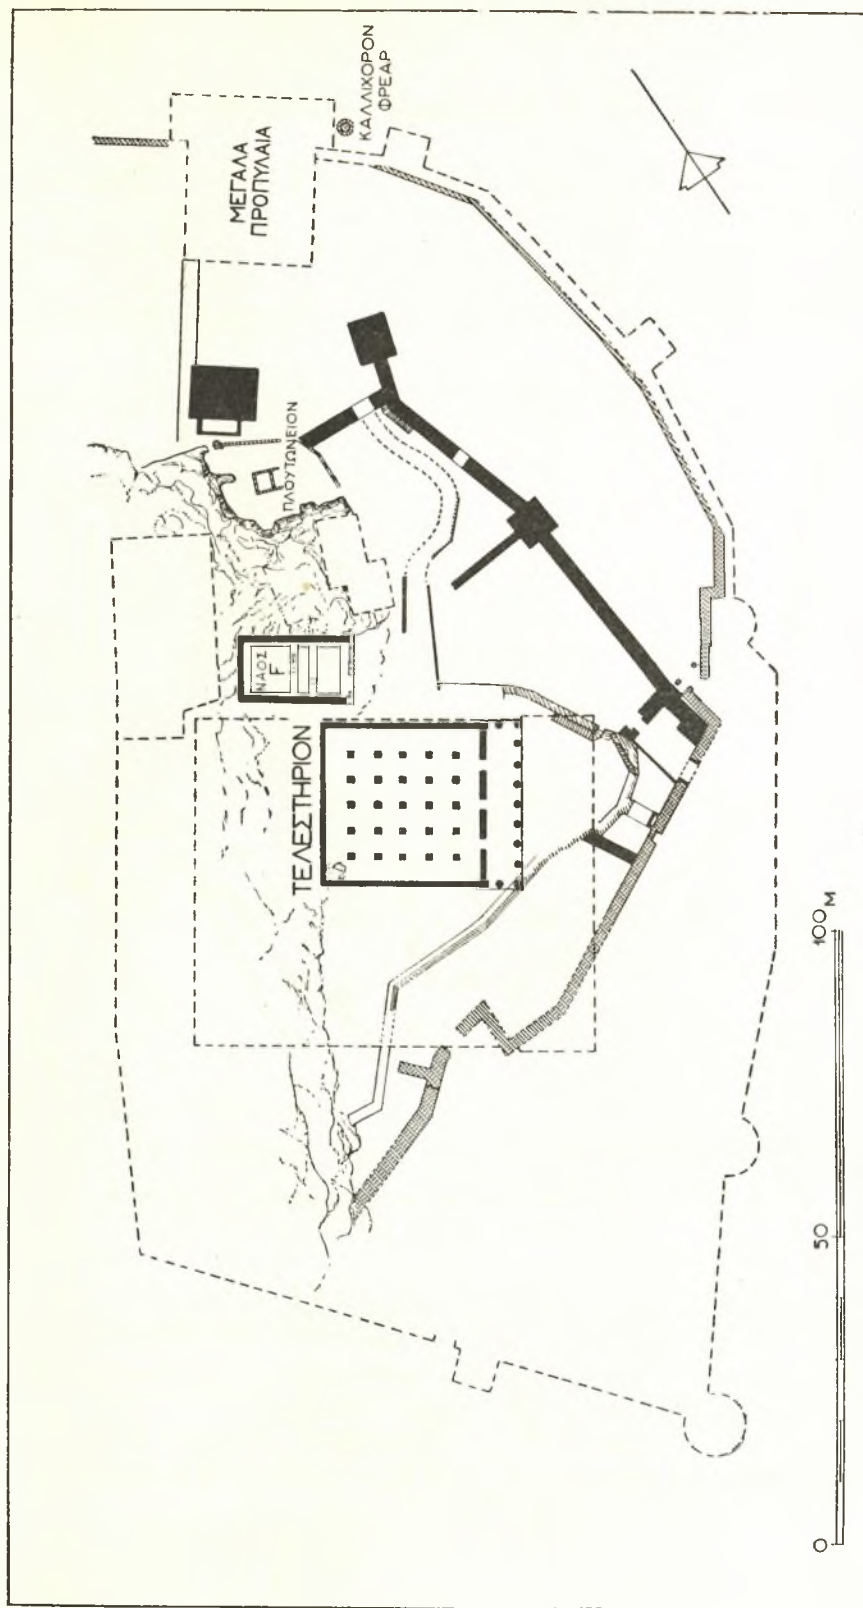 ΚΑΛΛΙΧΟΡΟΝ
ΦΡΕΑΡ
ΜΕΓΑΛΑ
ΠΡΟΠΥΛΑΙΑ
ΠΛΟΥΤΩΝΕΙΟΝ
ΝΑΟΣ
F
ΤΕΛΕΣΤΗΡΙΟΝ
0
50
100 Μ